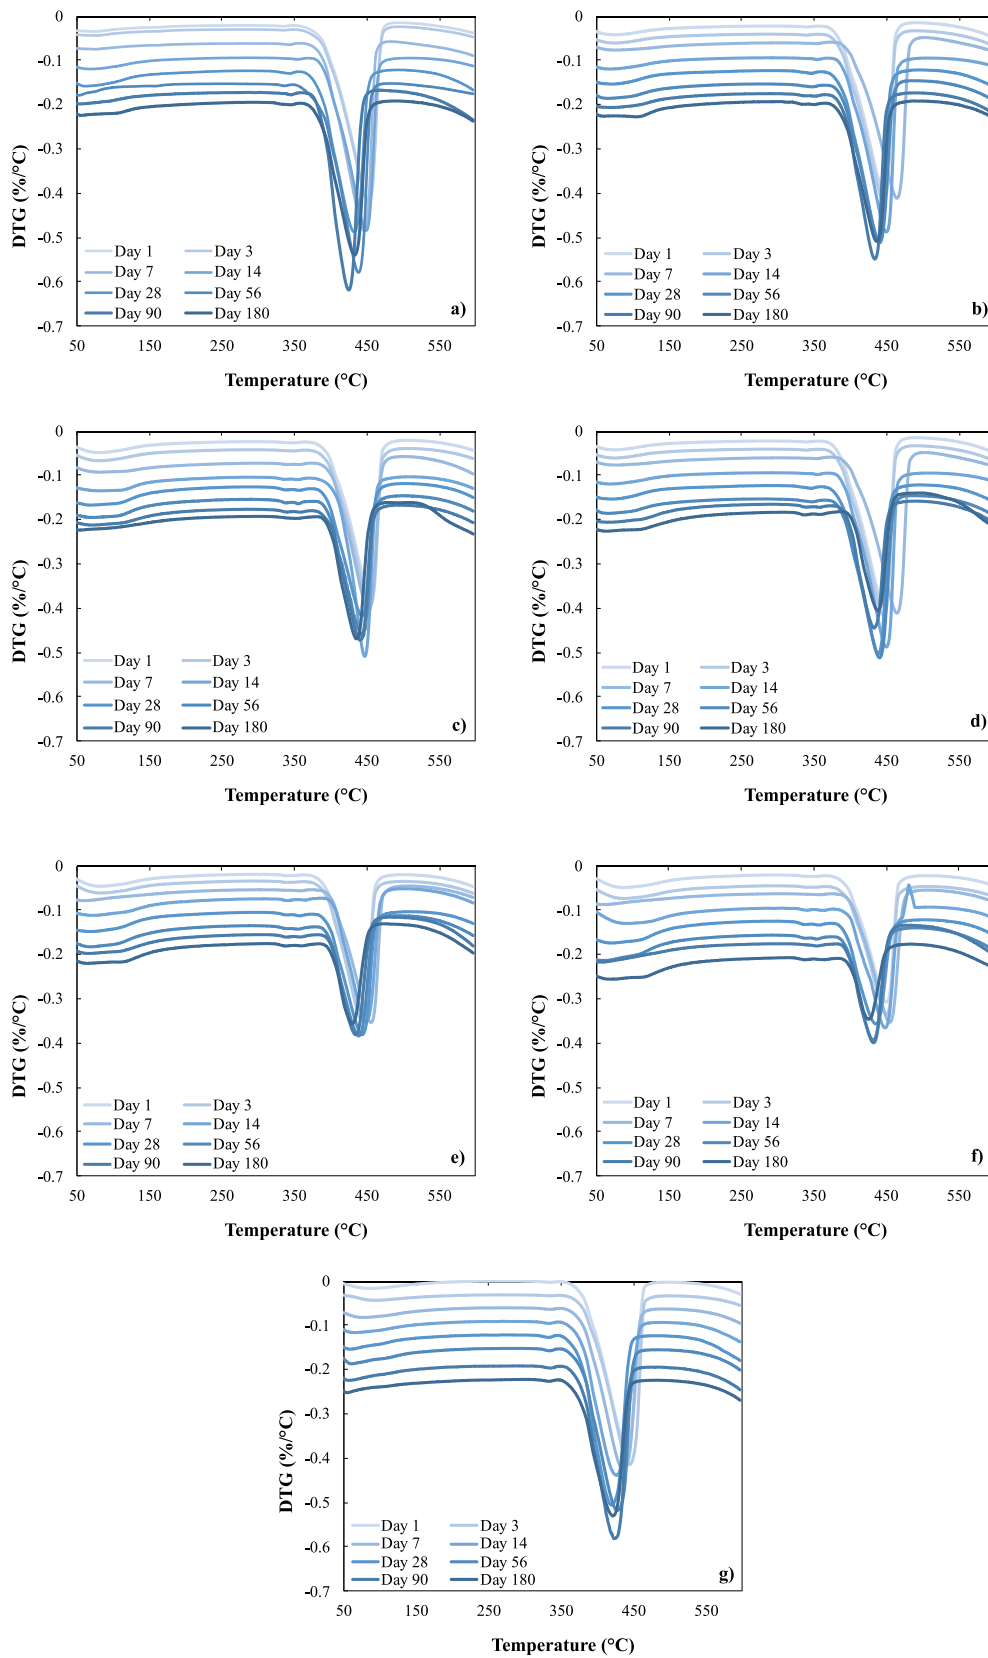 0
-0.1
-0.2
-0.3
-0.4
-0.5
-0.6
-0.7
DTG (%/°C)
Day 1 Day 3
Day 7 Day 14
Day 28 Day 56
Day 90 Day 180
a)
50 150 250 350 450 550
Temperature (°C)
0
-0.1
-0.2
-0.3
-0.4
-0.5
-0.6
-0.7
DTG (%/°C)
Day 1 Day 3
Day 7 Day 14
Day 28 Day 56
Day 90 Day 180
b)
50 150 250 350 450 550
Temperature (°C)
0
-0.1
-0.2
-0.3
-0.4
-0.5
-0.6
-0.7
DTG (%/°C)
Day 1 Day 3
Day 7 Day 14
Day 28 Day 56
Day 90 Day 180
c)
50 150 250 350 450 550
Temperature (°C)
0
-0.1
-0.2
-0.3
-0.4
-0.5
-0.6
-0.7
DTG (%/°C)
Day 1 Day 3
Day 7 Day 14
Day 28 Day 56
Day 90 Day 180
d)
50 150 250 350 450 550
Temperature (°C)
0
-0.1
-0.2
-0.3
-0.4
-0.5
-0.6
-0.7
DTG (%/°C)
Day 1 Day 3
Day 7 Day 14
Day 28 Day 56
Day 90 Day 180
e)
50 150 250 350 450 550
Temperature (°C)
0
-0.1
-0.2
-0.3
-0.4
-0.5
-0.6
-0.7
DTG (%/°C)
Day 1 Day 3
Day 7 Day 14
Day 28 Day 56
Day 90 Day 180
f)
50 150 250 350 450 550
Temperature (°C)
0
-0.1
-0.2
-0.3
-0.4
-0.5
-0.6
-0.7
DTG (%/°C)
Day 1 Day 3
Day 7 Day 14
Day 28 Day 56
Day 90 Day 180
g)
50 150 250 350 450 550
Temperature (°C)